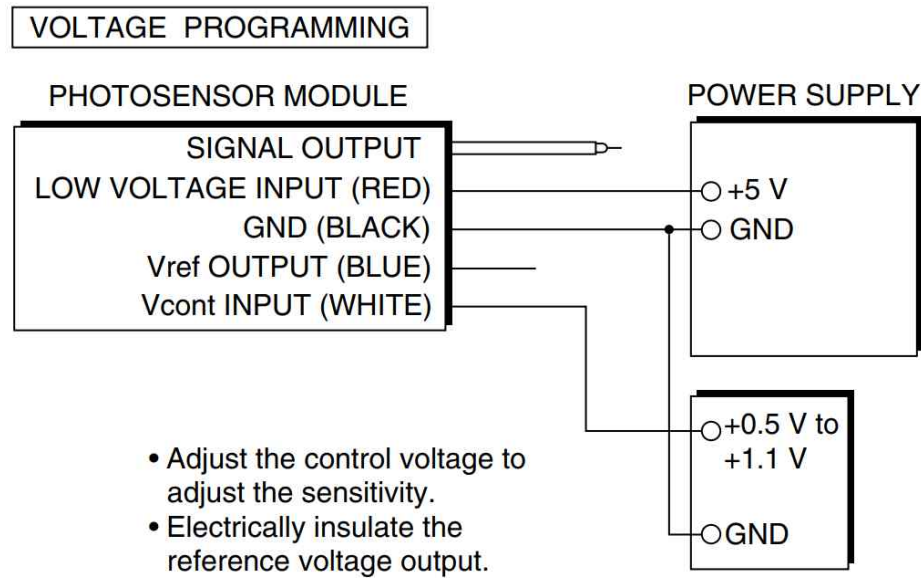 VOLTAGE PROGRAMMING
PHOTOSENSOR MODULE
POWER SUPPLY
SIGNAL OUTPUT
LOW VOLTAGE INPUT (RED)
GND (BLACK)
Vref OUTPUT (BLUE)
Vcont INPUT (WHITE)
+5 V
GND
+0.5 V to
+1.1 V
GND
• Adjust the control voltage to
adjust the sensitivity.
• Electrically insulate the
reference voltage output.